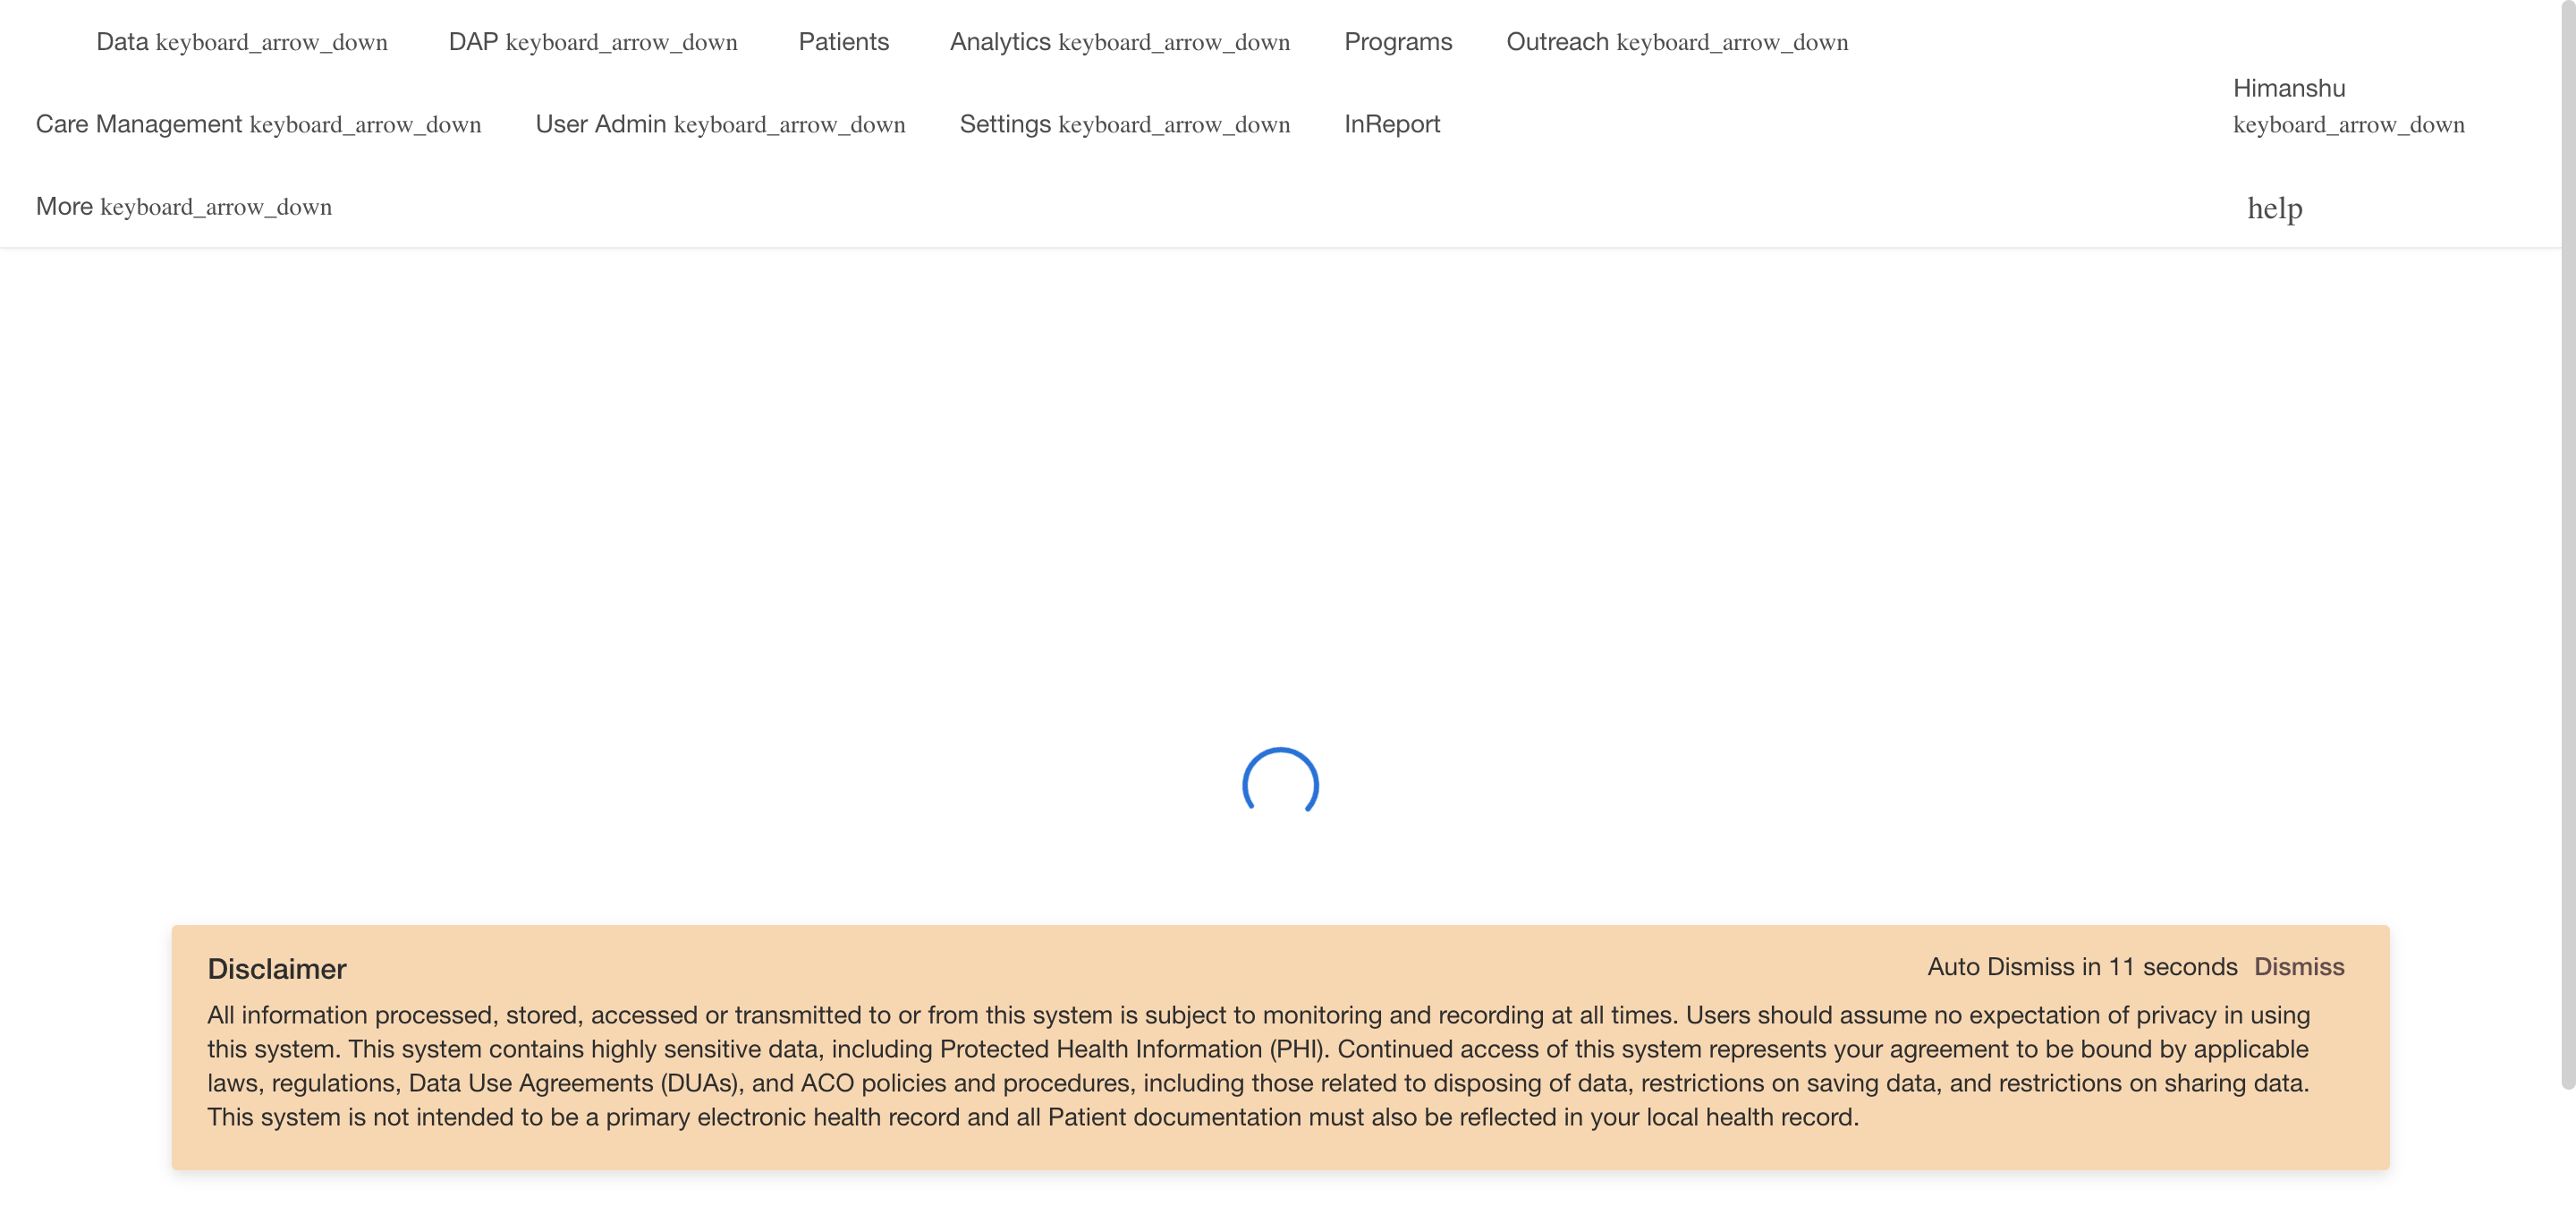 Data keyboard_arrow_down DAP keyboard_arrow_down Patients Analytics keyboard_arrow_down Programs Outreach keyboard_arrow_down
Himanshu
Care Management keyboard_arrow_down User Admin keyboard_arrow_down Settings keyboard_arrow_down InReport keyboard_arrow_down
More keyboard_arrow_down help
Disclaimer Auto Dismiss in 11 seconds Dismiss
All information processed, stored, accessed or transmitted to or from this system is subject to monitoring and recording at all times. Users should assume no expectation of privacy in using
this system. This system contains highly sensitive data, including Protected Health Information (PHI). Continued access of this system represents your agreement to be bound by applicable
laws, regulations, Data Use Agreements (DUAs), and ACO policies and procedures, including those related to disposing of data, restrictions on saving data, and restrictions on sharing data.
This system is not intended to be a primary electronic health record and all Patient documentation must also be reflected in your local health record.